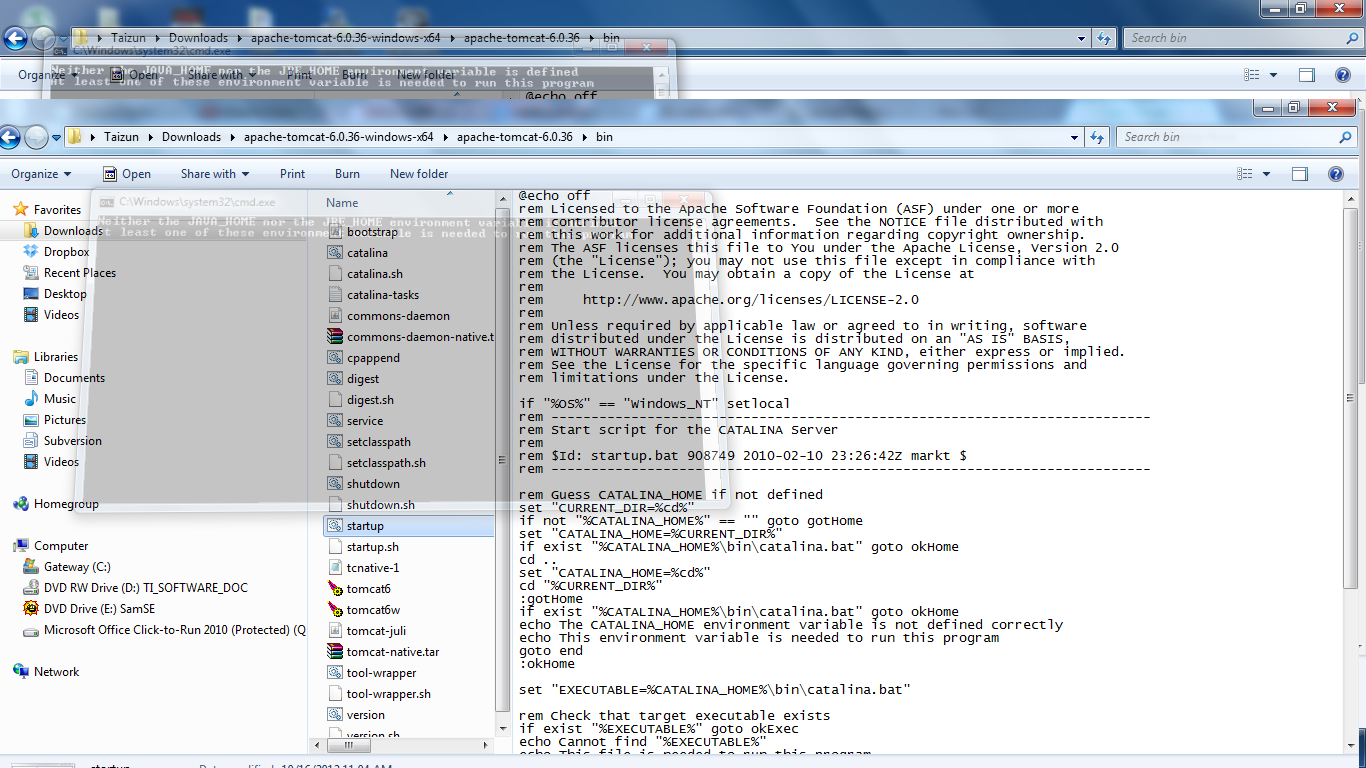 Taizun Downloads apache-tomcat-6.0.36-windows-x64 apache-tomcat-6.0.36 bin
Search bin
C:\Windows\system32\cmd.exe
Organize Open Share with Print Burn New folder
Neither the JAVA_HOME nor the JRE_HOME environment variable is defined
At least one of these environment variable is needed to run this program
@echo off
Taizun Downloads apache-tomcat-6.0.36-windows-x64 apache-tomcat-6.0.36 bin
Search bin
Organize Open Share with Print Burn New folder
C:\Windows\system32\cmd.exe
Neither the JAVA_HOME nor the JRE_HOME environment
At least one of these environment variable is needed to
Favorites
Downloads
Dropbox
Recent Places
Desktop
Videos
Libraries
Documents
Music
Pictures
Subversion
Videos
Homegroup
Computer
Gateway (C:)
DVD RW Drive (D:) TI_SOFTWARE_DOC
DVD Drive (E:) SamSE
Microsoft Office Click-to-Run 2010 (Protected) (Q
Network
Name
bootstrap
catalina
catalina.sh
catalina-tasks
commons-daemon
commons-daemon-native.t
cpappend
digest
digest.sh
service
setclasspath
setclasspath.sh
shutdown
shutdown.sh
startup
startup.sh
tcnative-1
tomcat6
tomcat6w
tomcat-juli
tomcat-native.tar
tool-wrapper
tool-wrapper.sh
version
version.sh
@echo off
rem Licensed to the Apache Software Foundation (ASF) under one or more
rem contributor license agreements.  See the NOTICE file distributed with
rem this work for additional information regarding copyright ownership.
rem The ASF licenses this file to You under the Apache License, Version 2.0
rem (the "License"); you may not use this file except in compliance with
rem the License.  You may obtain a copy of the License at
rem
rem     http://www.apache.org/licenses/LICENSE-2.0
rem
rem Unless required by applicable law or agreed to in writing, software
rem distributed under the License is distributed on an "AS IS" BASIS,
rem WITHOUT WARRANTIES OR CONDITIONS OF ANY KIND, either express or implied.
rem See the License for the specific language governing permissions and
rem limitations under the License.
if "%OS%" == "Windows_NT" setlocal
rem ---------------------------------------------------------------------------
rem Start script for the CATALINA Server
rem
rem $Id: startup.bat 908749 2010-02-10 23:26:42Z markt $
rem ---------------------------------------------------------------------------
rem Guess CATALINA_HOME if not defined
set "CURRENT_DIR=%cd%"
if not "%CATALINA_HOME%" == "" goto gotHome
set "CATALINA_HOME=%CURRENT_DIR%"
if exist "%CATALINA_HOME%\bin\catalina.bat" goto okHome
cd ..
set "CATALINA_HOME=%cd%"
cd "%CURRENT_DIR%"
:gotHome
if exist "%CATALINA_HOME%\bin\catalina.bat" goto okHome
echo The CATALINA_HOME environment variable is not defined correctly
echo This environment variable is needed to run this program
goto end
:okHome
set "EXECUTABLE=%CATALINA_HOME%\bin\catalina.bat"
rem Check that target executable exists
if exist "%EXECUTABLE%" goto okExec
echo Cannot find "%EXECUTABLE%"
echo This file is needed to run this program
startup Date modified: 10/16/2012 11:04 AM